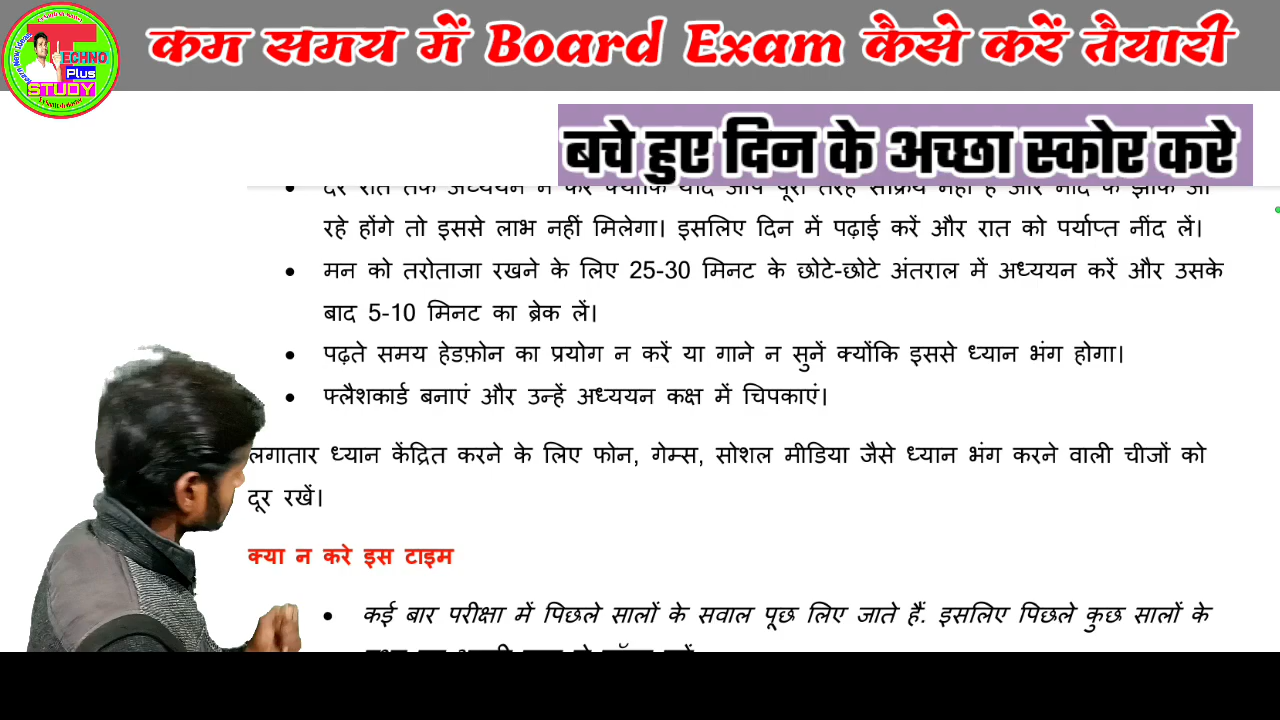 कम समय में Board Exam कैसे करें तैयारी
TECHNO
Plus
STUDY
बचे हुए दिन के अच्छा स्कोर करे
रहे होंगे तो इससे लाभ नहीं मिलेगा। इसलिए दिन में पढ़ाई करें और रात को पर्याप्त नींद लें।
• मन को तरोताजा रखने के लिए 25-30 मिनट के छोटे-छोटे अंतराल में अध्ययन करें और उसके
बाद 5-10 मिनट का ब्रेक लें।
• पढ़ते समय हेडफ़ोन का प्रयोग न करें या गाने न सुनें क्योंकि इससे ध्यान भंग होगा।
• फ्लैशकार्ड बनाएं और उन्हें अध्ययन कक्ष में चिपकाएं।
लगातार ध्यान केंद्रित करने के लिए फोन, गेम्स, सोशल मीडिया जैसे ध्यान भंग करने वाली चीजों को
दूर रखें।
क्या न करे इस टाइम
• कई बार परीक्षा में पिछले सालों के सवाल पूछ लिए जाते हैं. इसलिए पिछले कुछ सालों के